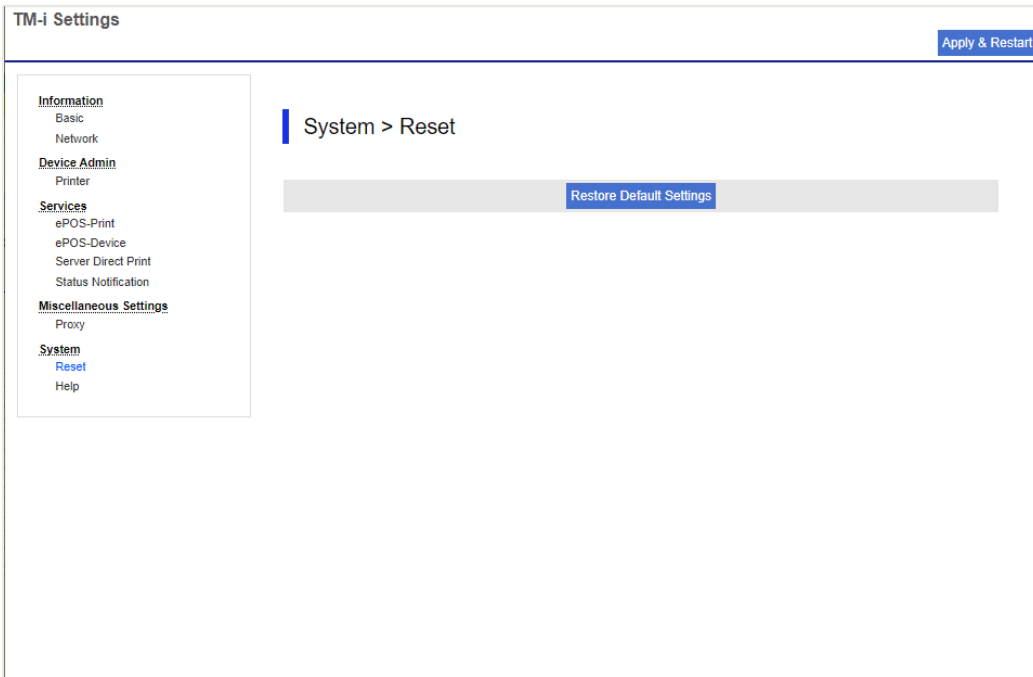 TM-i Settings
Apply & Restart
Information
Basic
Network
Device Admin
Printer
Services
ePOS-Print
ePOS-Device
Server Direct Print
Status Notification
Miscellaneous Settings
Proxy
System
Reset
Help
System > Reset
Restore Default Settings